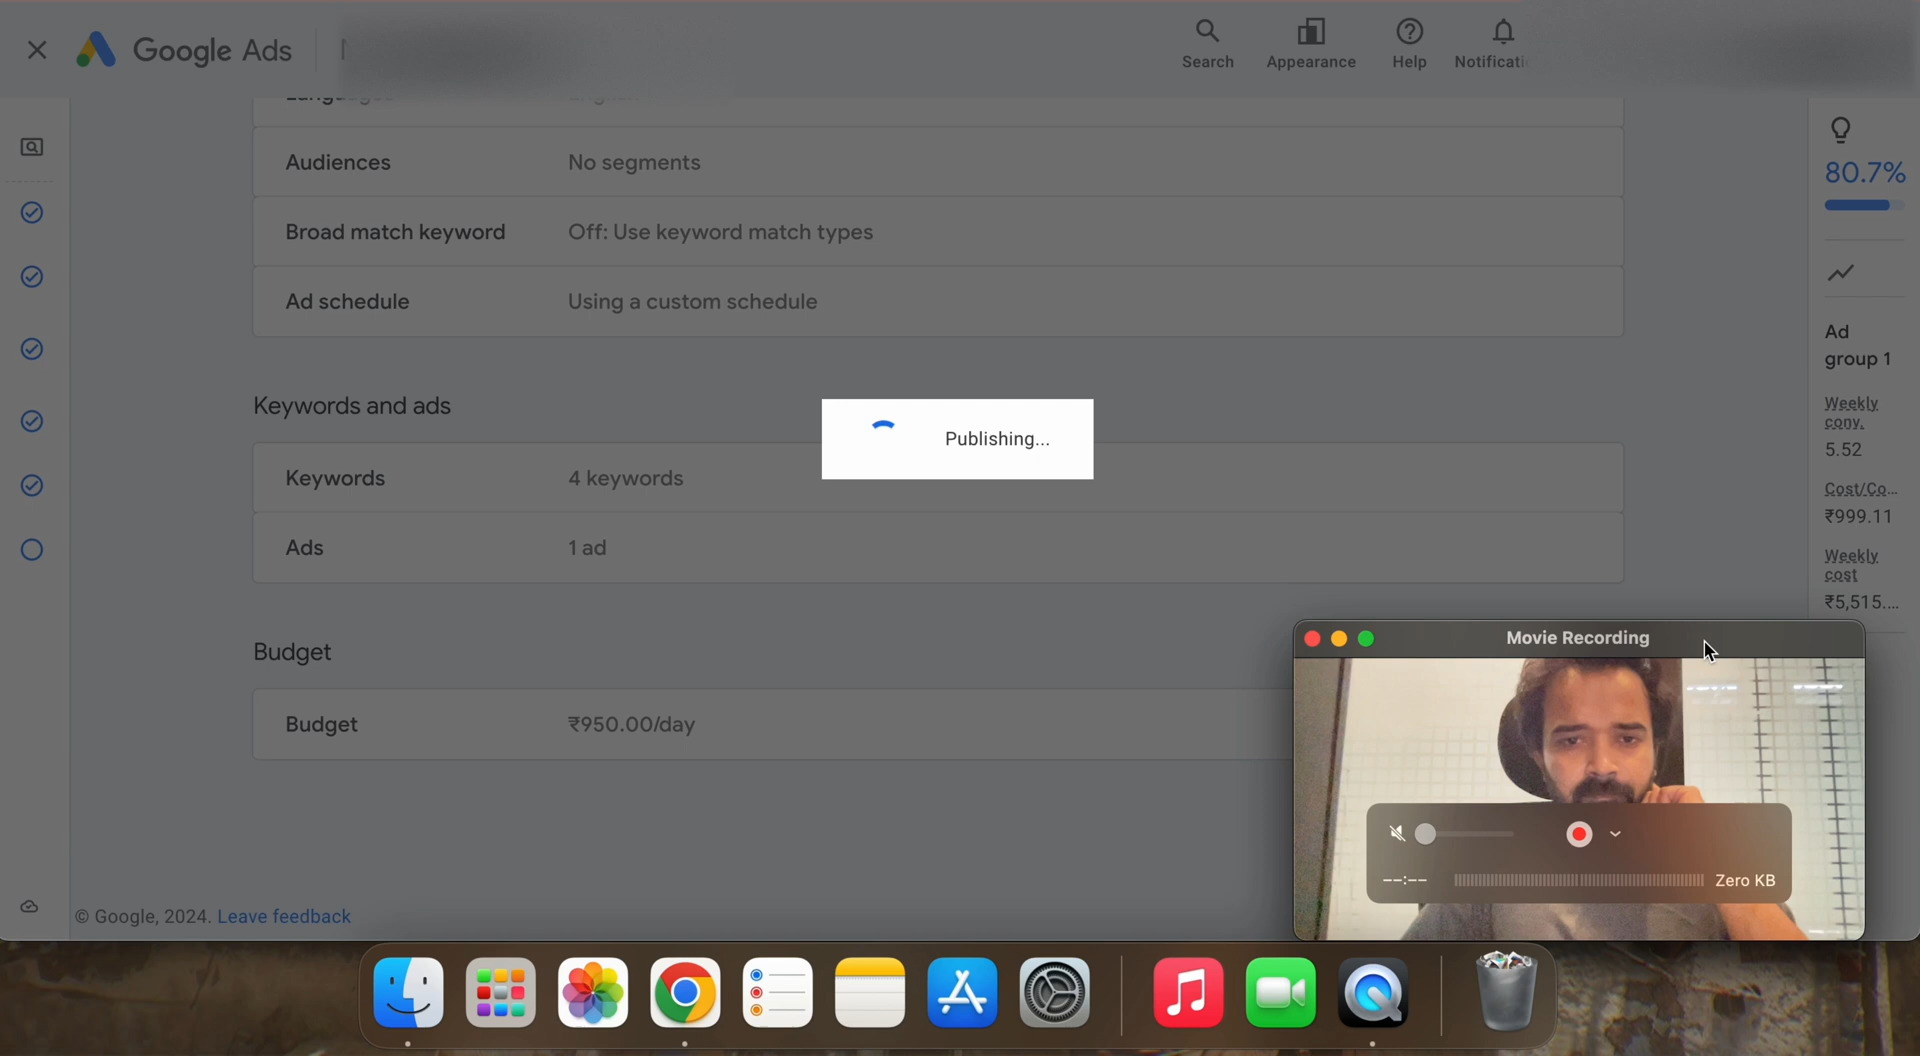 Google Ads
Search
Appearance
Help
Audiences
No segments
Broad match keyword
Off: Use keyword match types
Ad schedule
Using a custom schedule
Keywords and ads
Keywords
4 keywords
Ads
1 ad
Budget
Budget
₹950.00/day
Publishing...
80.7%
Ad
group 1
Weekly
conv.
5.52
Cost/Co...
₹999.11
Weekly
cost
₹5,515....
Movie Recording
--:--
Zero KB
© Google, 2024. Leave feedback